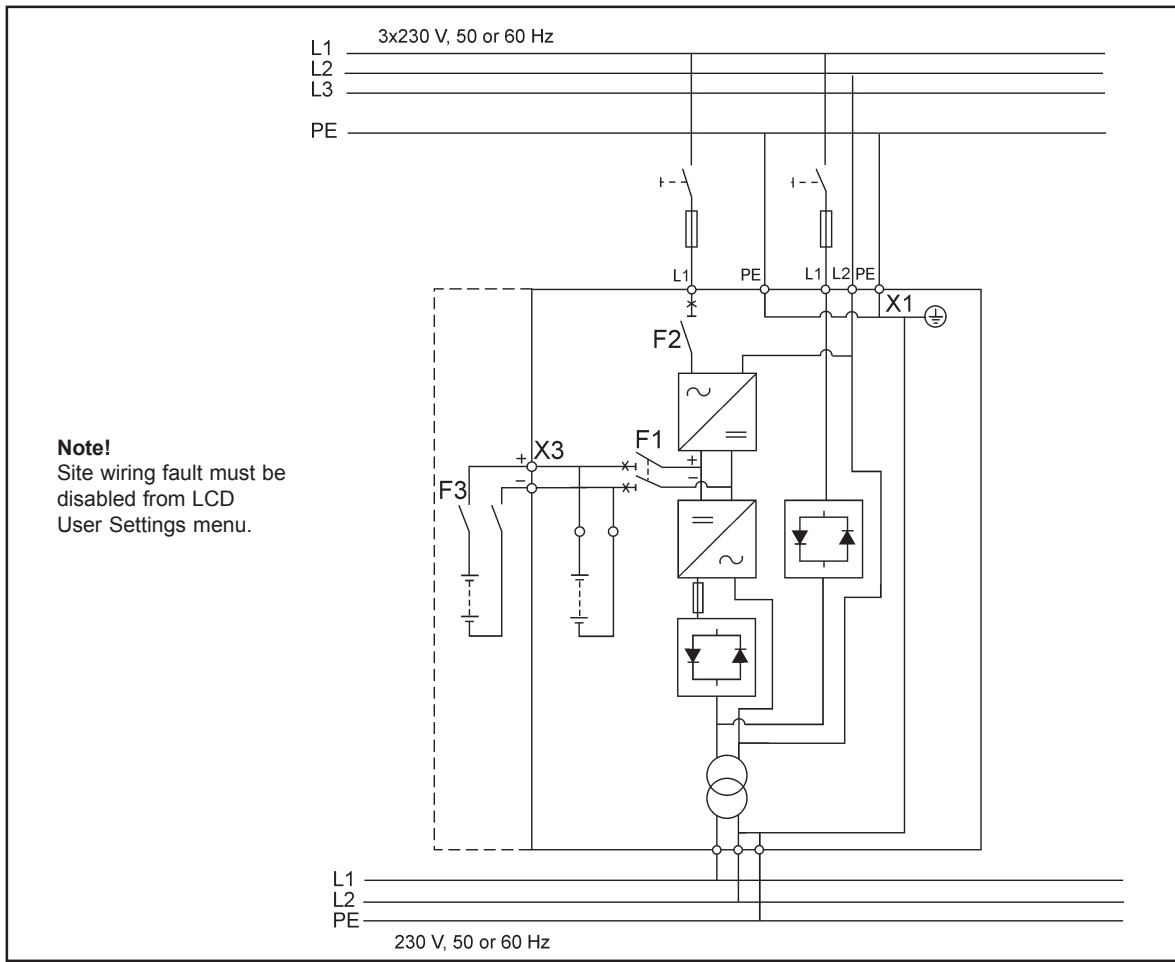 3x230 V, 50 or 60 Hz
L1
L2
L3
PE
L1
PE
L1
L2
PE
X1
F2
Note!
Site wiring fault must be
disabled from LCD
User Settings menu.
X3
F1
+
+
-
-
F3
L1
L2
PE
230 V, 50 or 60 Hz